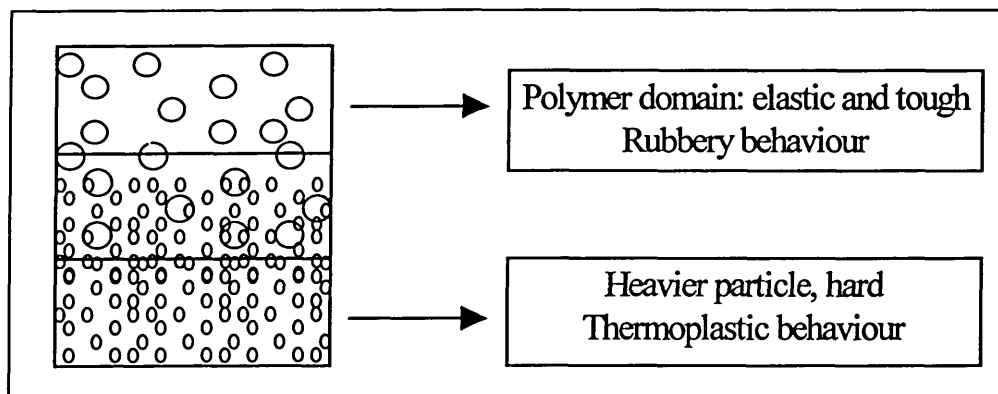 Polymer domain: elastic and tough
Rubbery behaviour
Heavier particle, hard
Thermoplastic behaviour